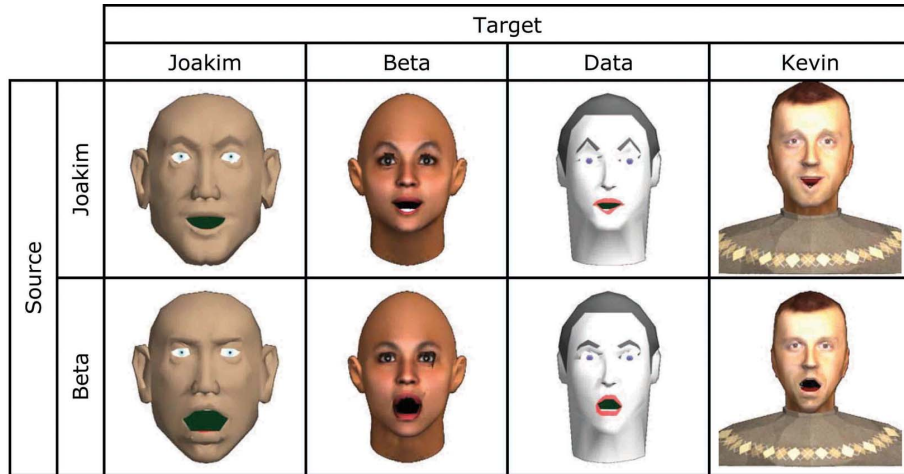 Target
Joakim Beta Data Kevin
Source
Joakim
Beta